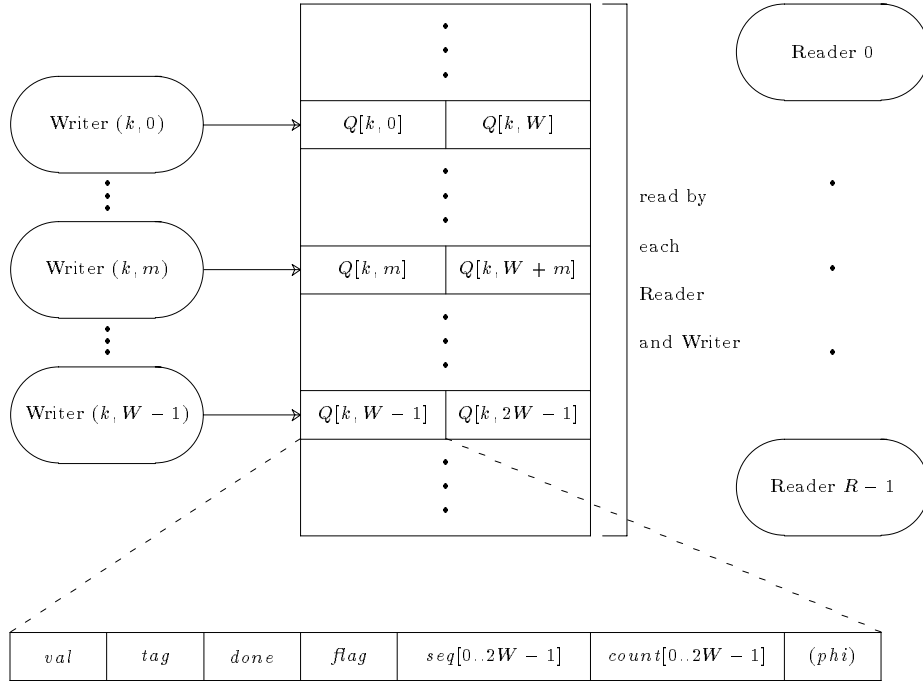 Reader 0
Writer (k, 0)
Q[k, 0]
Q[k, W]
read by
Writer (k, m)
Q[k, m]
Q[k, W + m]
each
Reader
and Writer
Writer (k, W − 1)
Q[k, W − 1]
Q[k, 2W − 1]
Reader R − 1
val
tag
done
flag
seq[0..2W − 1]
count[0..2W − 1]
(phi)